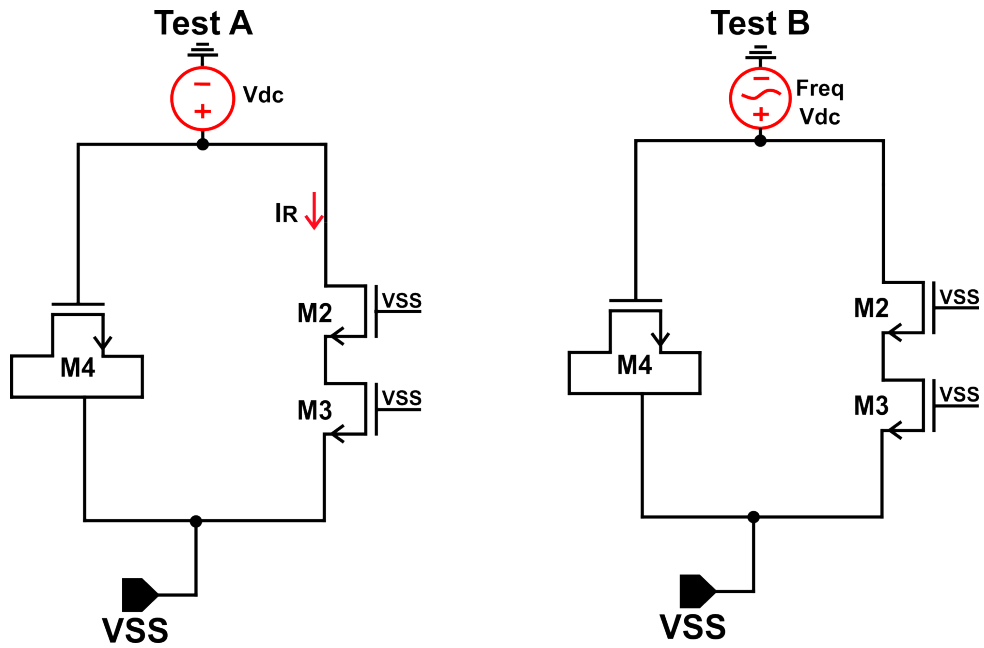 Test A
Vdc
IR
M2
VSS
M4
M3
VSS
VSS
Test B
Freq
Vdc
M2
VSS
M4
M3
VSS
VSS